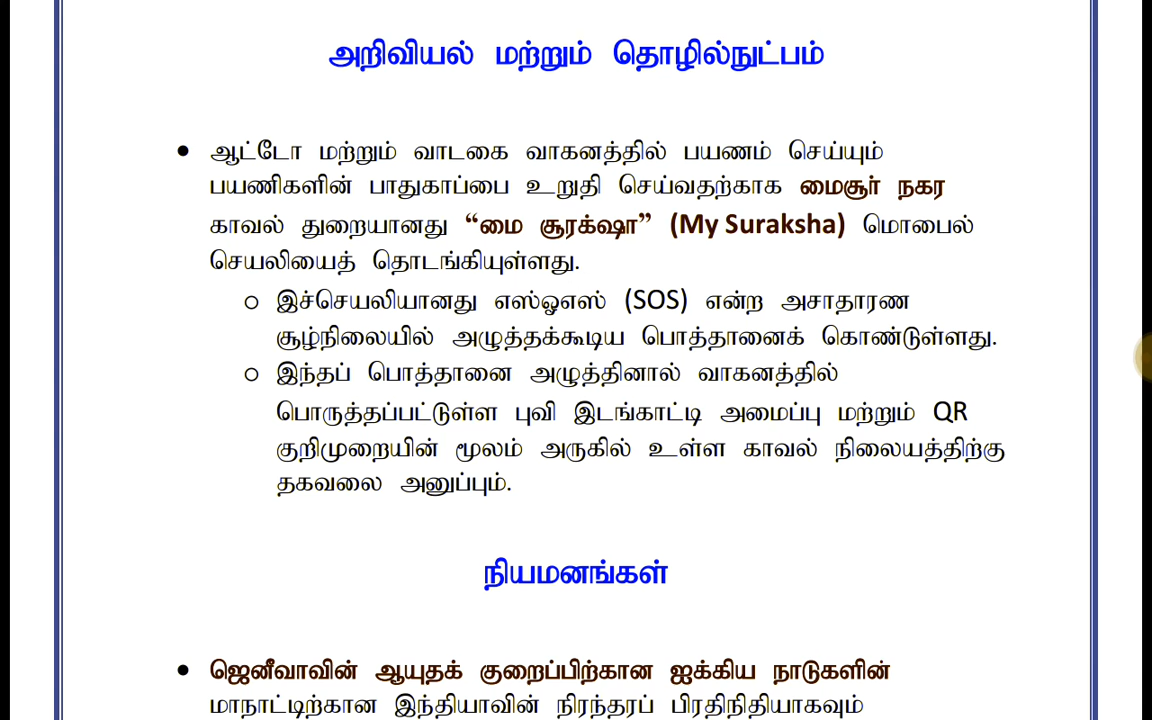 அறிவியல் மற்றும் தொழில்நுட்பம்
• ஆட்டோ மற்றும் வாடகை வாகனத்தில் பயணம் செய்யும்
பயணிகளின் பாதுகாப்பை உறுதி செய்வதற்காக மைசூர் நகர
காவல் துறையானது “மை சூரக்ஷா” (My Suraksha) மொபைல்
செயலியைத் தொடங்கியுள்ளது.
o இச்செயலியானது எஸ்ஓஎஸ் (SOS) என்ற அசாதாரண
சூழ்நிலையில் அழுத்தக்கூடிய பொத்தானைக் கொண்டுள்ளது.
o இந்தப் பொத்தானை அழுத்தினால் வாகனத்தில்
பொருத்தப்பட்டுள்ள புவி இடங்காட்டி அமைப்பு மற்றும் QR
குறிமுறையின் மூலம் அருகில் உள்ள காவல் நிலையத்திற்கு
தகவலை அனுப்பும்.
நியமனங்கள்
• ஜெனீவாவின் ஆயுதக் குறைப்பிற்கான ஐக்கிய நாடுகளின்
மாநாட்டிற்கான இந்தியாவின் நிரந்தரப் பிரதிநிதியாகவும்